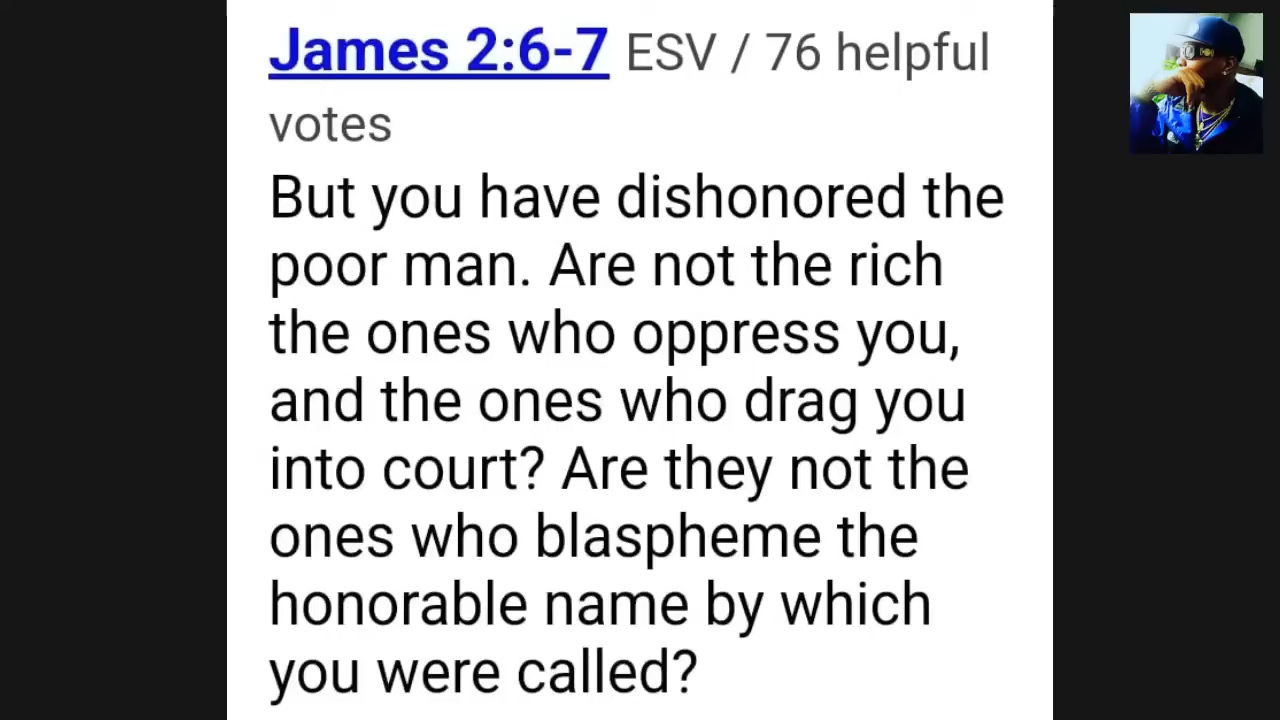 James 2:6-7 ESV / 76 helpful
votes
But you have dishonored the
poor man. Are not the rich
the ones who oppress you,
and the ones who drag you
into court? Are they not the
ones who blaspheme the
honorable name by which
you were called?